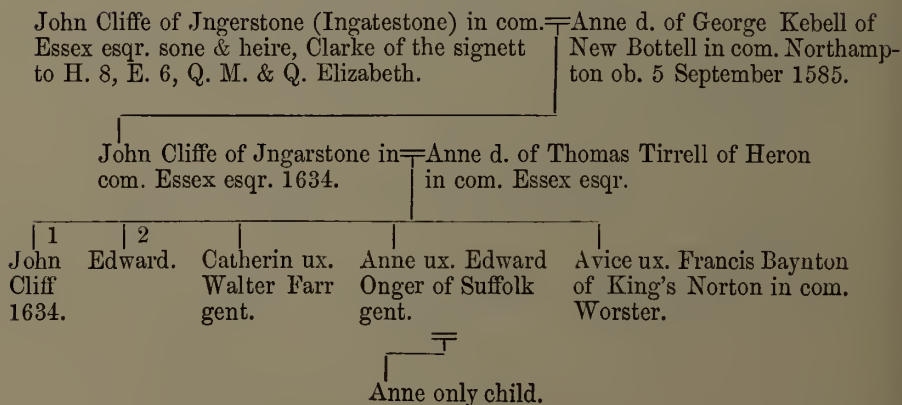 John Cliffe of Jngerstone (Ingatestone) in com.
Essex esqr. sone & heire, Clarke of the signett
to H. 8, E. 6, Q. M. & Q. Elizabeth.
Anne d. of George Kebell of
New Bottell in com. Northamp-
ton ob. 5 September 1585.
John Cliffe of Jngarstone in
com. Essex esqr. 1634.
Anne d. of Thomas Tirrell of Heron
in com. Essex esqr.
1
John
Cliff
1634.
2
Edward.
Catherin ux.
Walter Farr
gent.
Anne ux. Edward
Onger of Suffolk
gent.
Avice ux. Francis Baynton
of King's Norton in com.
Worster.
Anne only child.